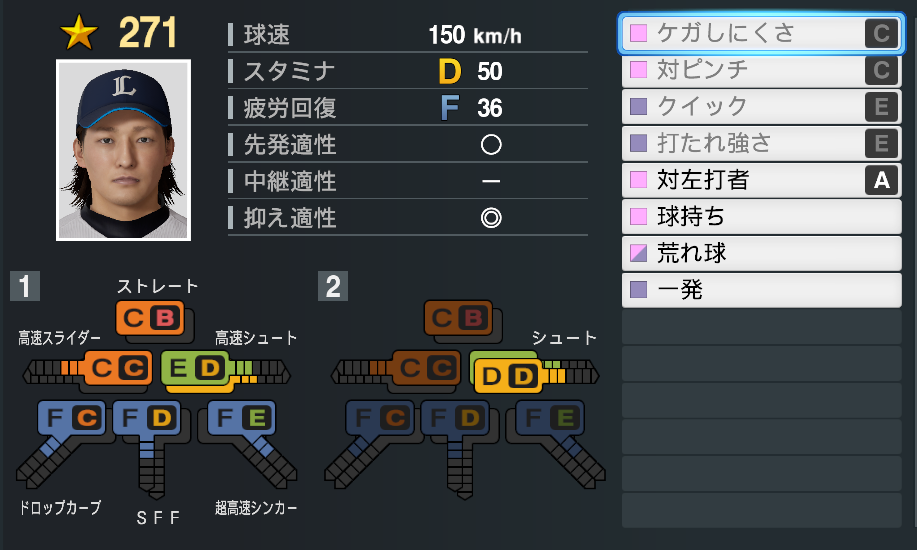 271
L
球速 150 km/h
スタミナ D 50
疲労回復 F 36
先発適性 ○
中継適性 －
抑え適性 ◎
ケガしにくさ C
対ピンチ C
クイック E
打たれ強さ E
対左打者 A
球持ち
荒れ球
一発
1
ストレート
C B
高速スライダー
高速シュート
C C
E D
F C
F D
F E
ドロップカーブ
SFF
超高速シンカー
2
C B
シュート
C C
D D
F C
F D
F E